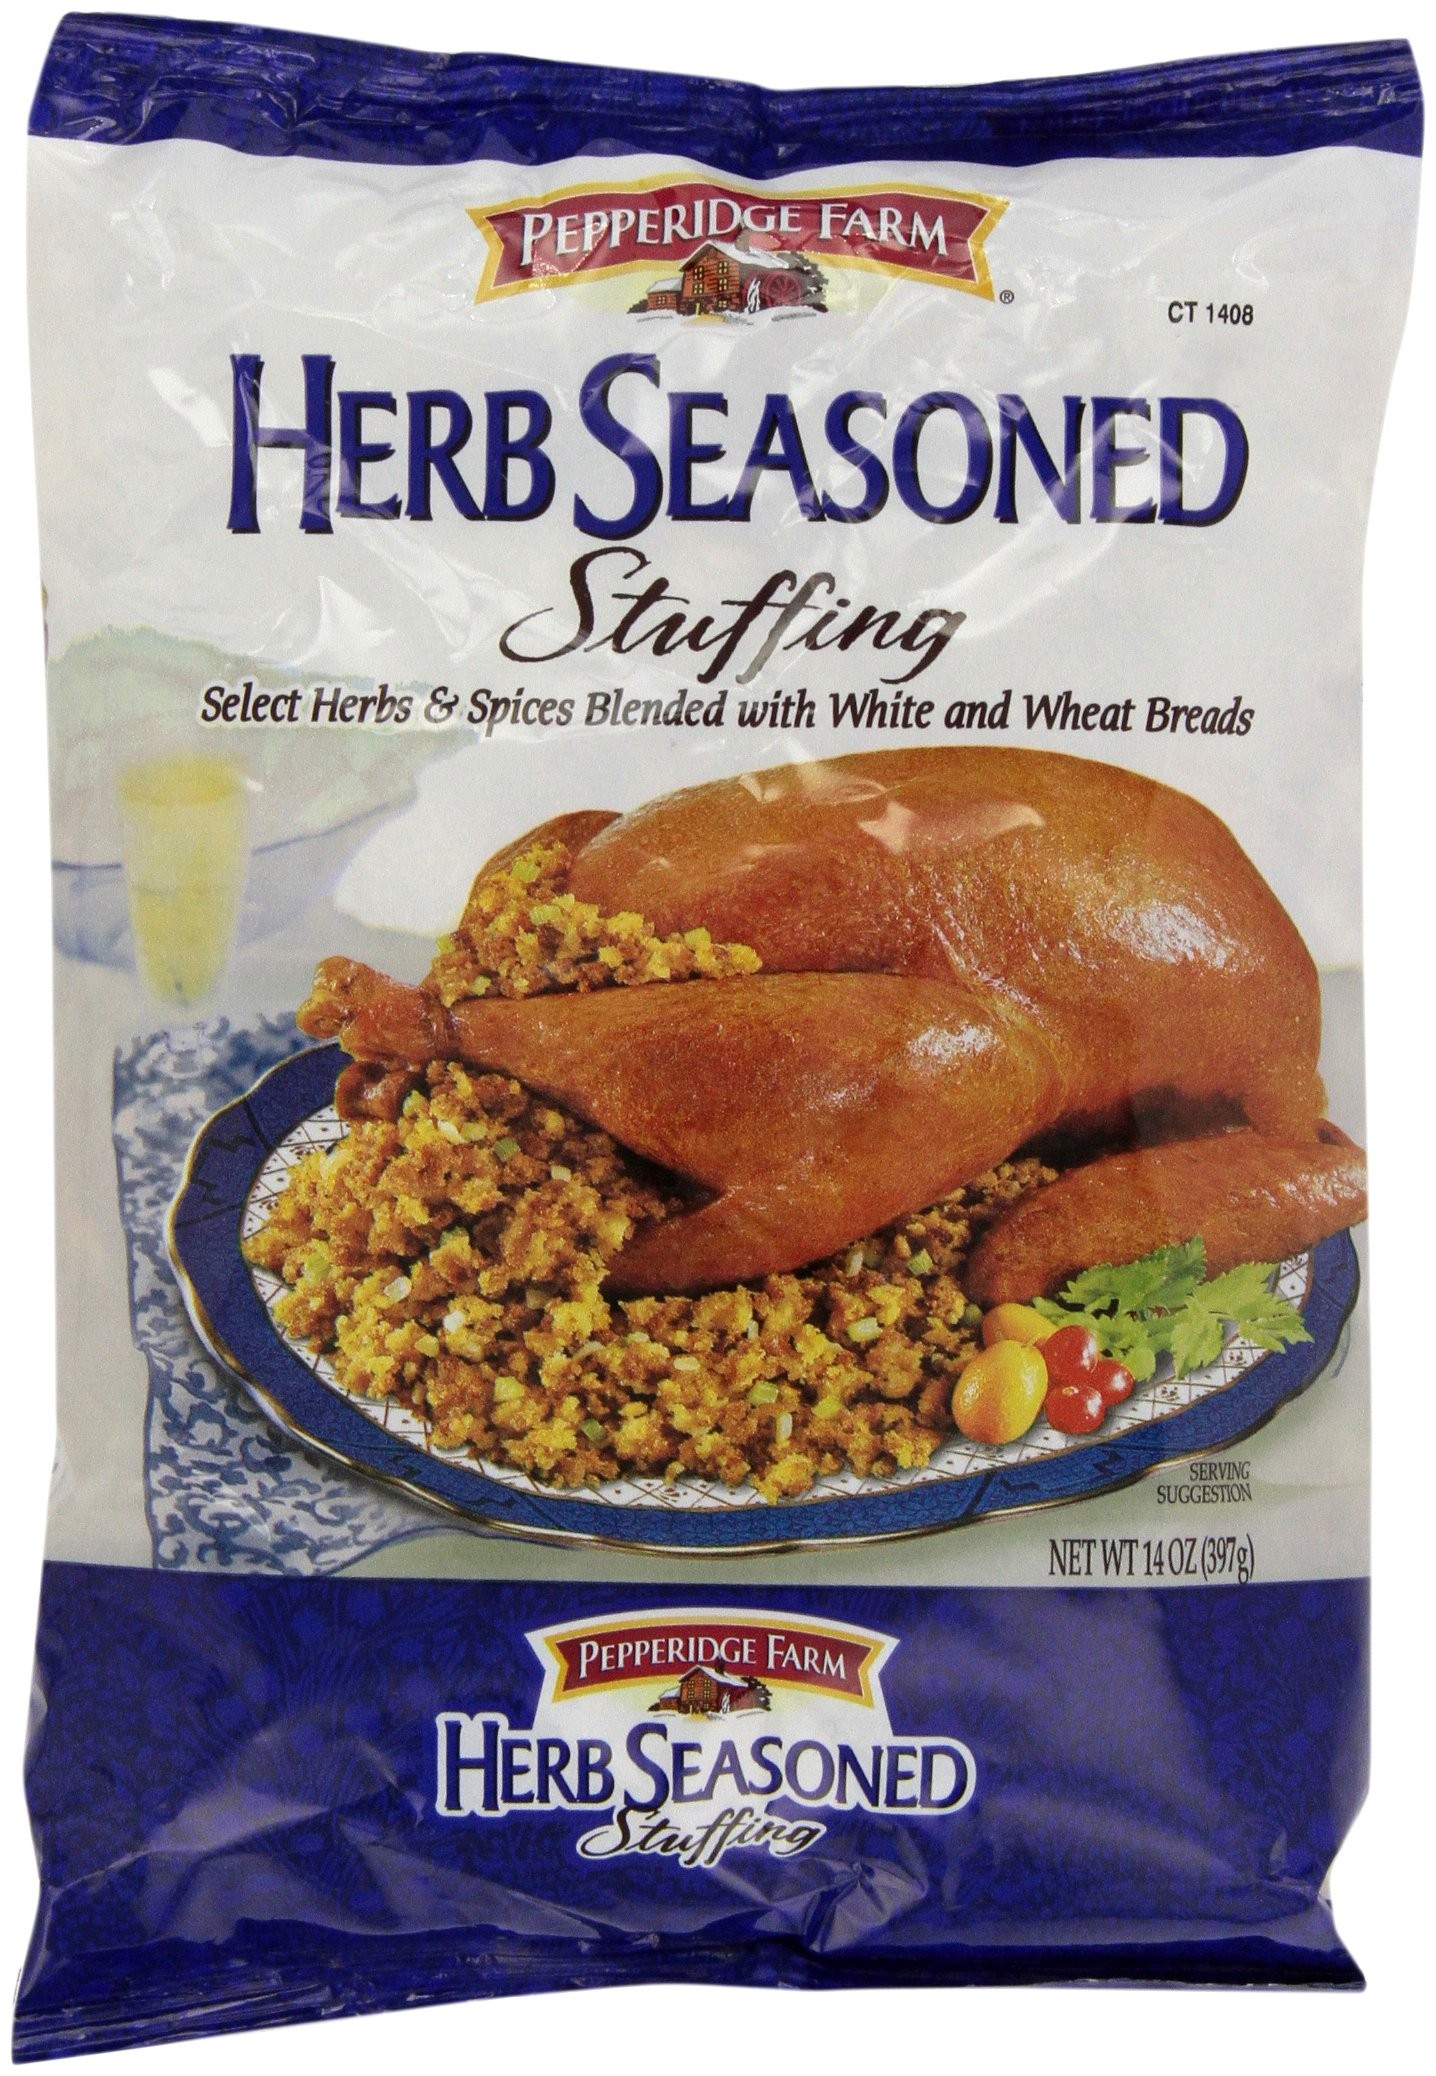 PEPPERIDGE FARM
®
CT 1408
HERB SEASONED
Stuffing
Select Herbs & Spices Blended with White and Wheat Breads
SERVING
SUGGESTION
NET WT 14 OZ (397g)
PEPPERIDGE FARM
HERB SEASONED
Stuffing